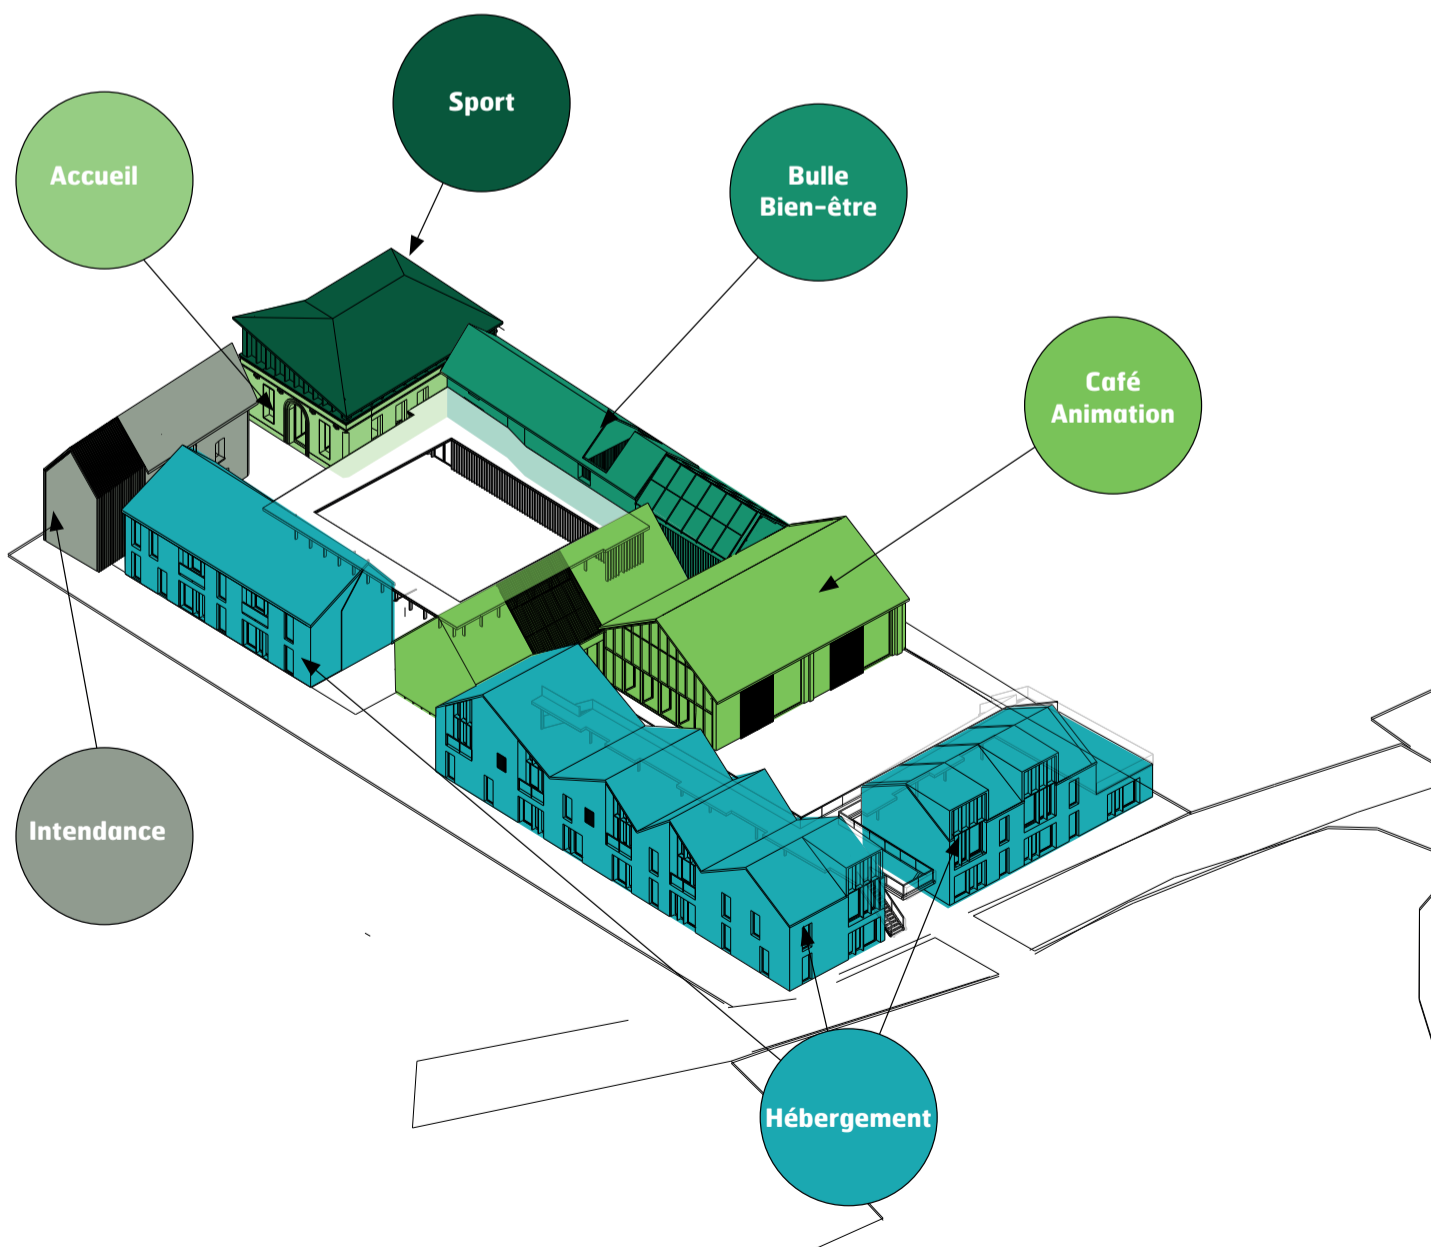 Sport
Accueil
Bulle
Bien-être
Café
Animation
Intendance
Hébergement